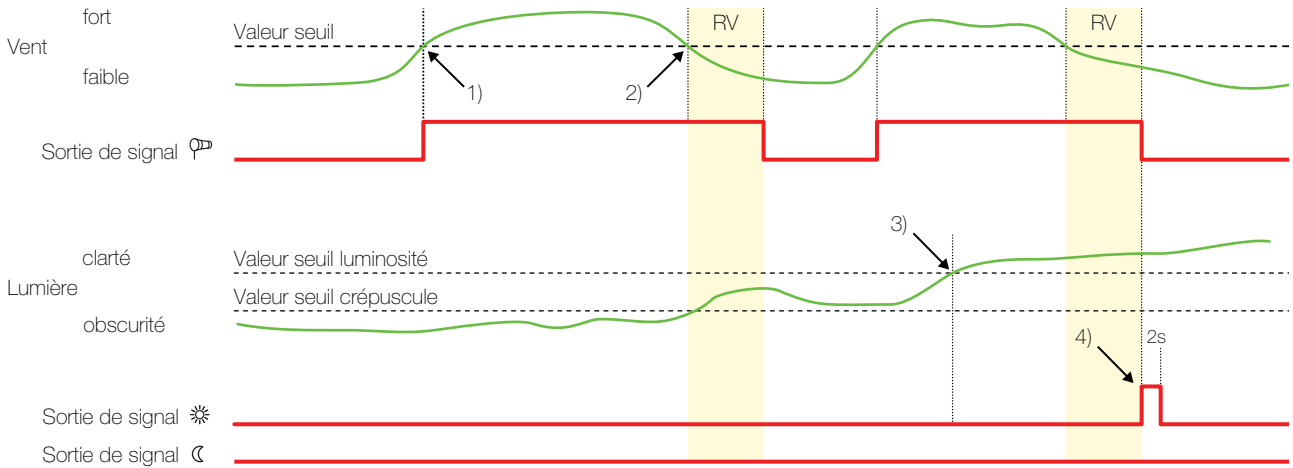 fort
Vent
Valeur seuil
faible
RV
RV
1)
2)
Sortie de signal
3)
clarté
Lumière
Valeur seuil luminosité
Valeur seuil crépuscule
obscurité
4)
2s
Sortie de signal
Sortie de signal